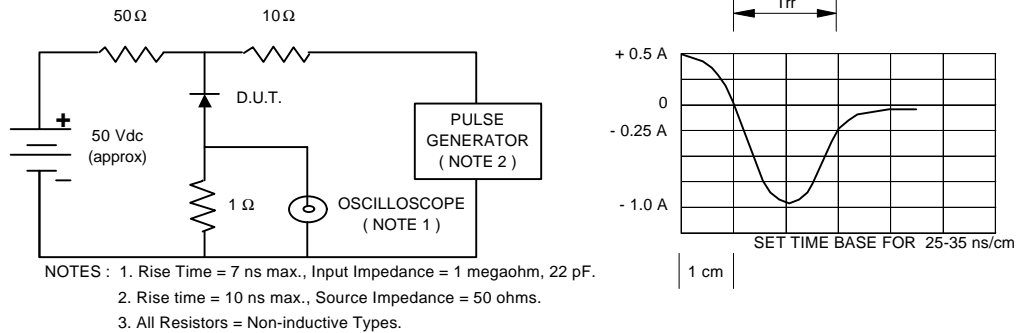 50 Ω
10 Ω
D.U.T.
+
50 Vdc
(approx)
−
1 Ω
OSCILLOSCOPE
( NOTE 1 )
PULSE
GENERATOR
( NOTE 2 )
Trr
+ 0.5 A
0
- 0.25 A
- 1.0 A
SET TIME BASE FOR 25-35 ns/cm
1 cm
NOTES : 1. Rise Time = 7 ns max., Input Impedance = 1 megaohm, 22 pF.
2. Rise time = 10 ns max., Source Impedance = 50 ohms.
3. All Resistors = Non-inductive Types.